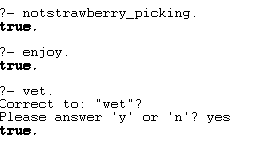 ?- notstrawberry_picking.
true.
?- enjoy.
true.
?- vet.
Correct to: "wet"?
Please answer 'y' or 'n'? yes
true.